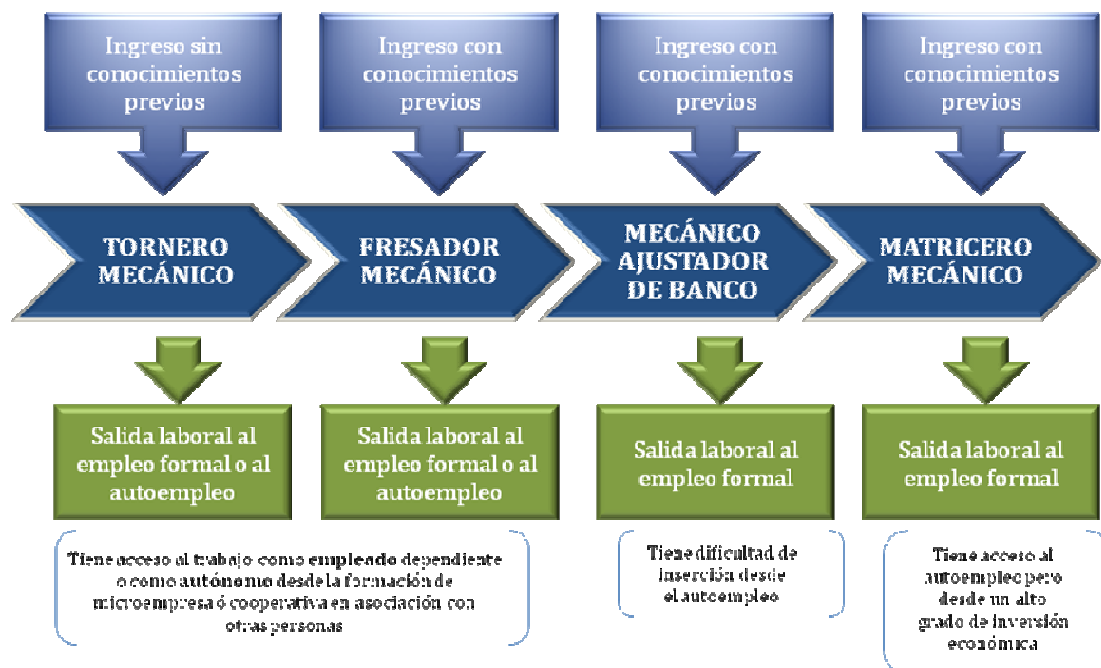 Ingreso sin
conocimientos
previos
Ingreso con
conocimientos
previos
Ingreso con
conocimientos
previos
Ingreso con
conocimientos
previos
TORNERO
MECÁNICO
FRESADOR
MECÁNICO
MECÁNICO
AJUSTADOR
DE BANCO
MATRICERO
MECÁNICO
Salida laboral al
empleo formal o al
autoempleo
Salida laboral al
empleo formal o al
autoempleo
Salida laboral al
empleo formal
Salida laboral al
empleo formal
Tiene acceso al trabajo como empleado dependiente
o como autónomo desde la formación de
microempresa ó cooperativa en asociación con
otras personas
Tiene dificultad de
inserción desde
el autoempleo
Tiene acceso al
autoempleo pero
desde un alto
grado de inversión
económica